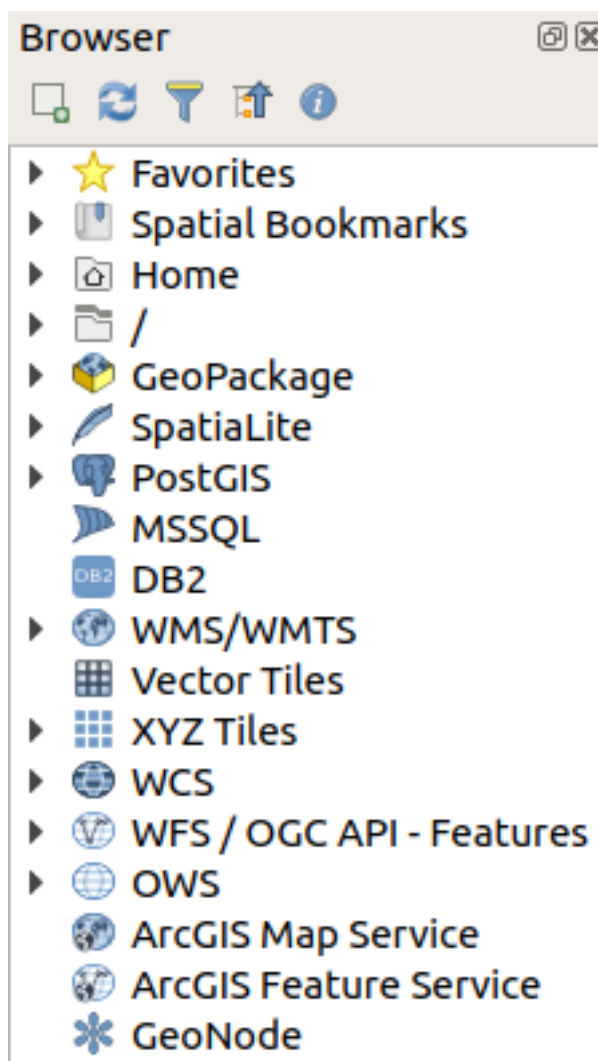 Browser
Favorites
Spatial Bookmarks
Home
/
GeoPackage
SpatiaLite
PostGIS
MSSQL
DB2 DB2
WMS/WMTS
Vector Tiles
XYZ Tiles
WCS
WFS / OGC API - Features
OWS
ArcGIS Map Service
ArcGIS Feature Service
GeoNode